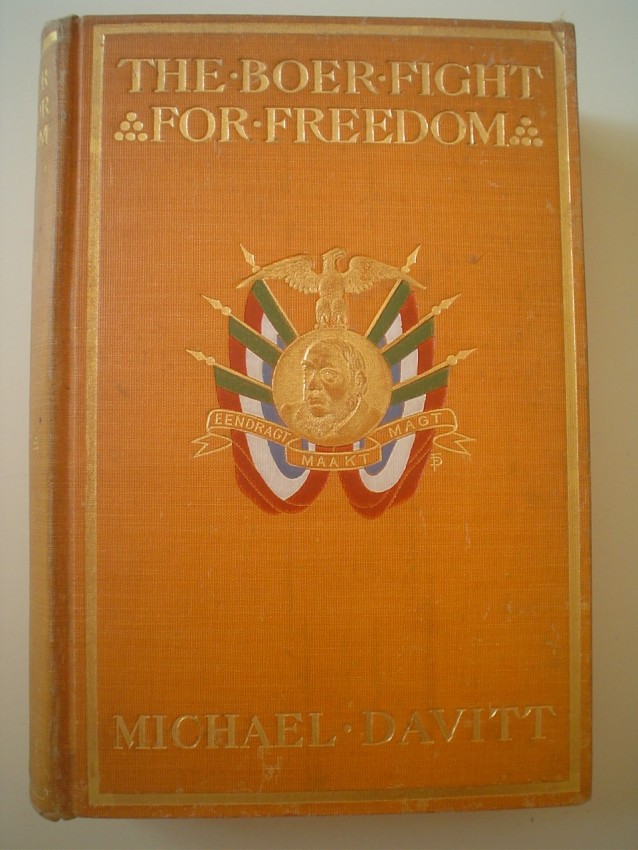 THE·BOER·FIGHT
FOR·FREEDOM
EENDRAGT MAAKT MAGT
MICHAEL·DAVITT